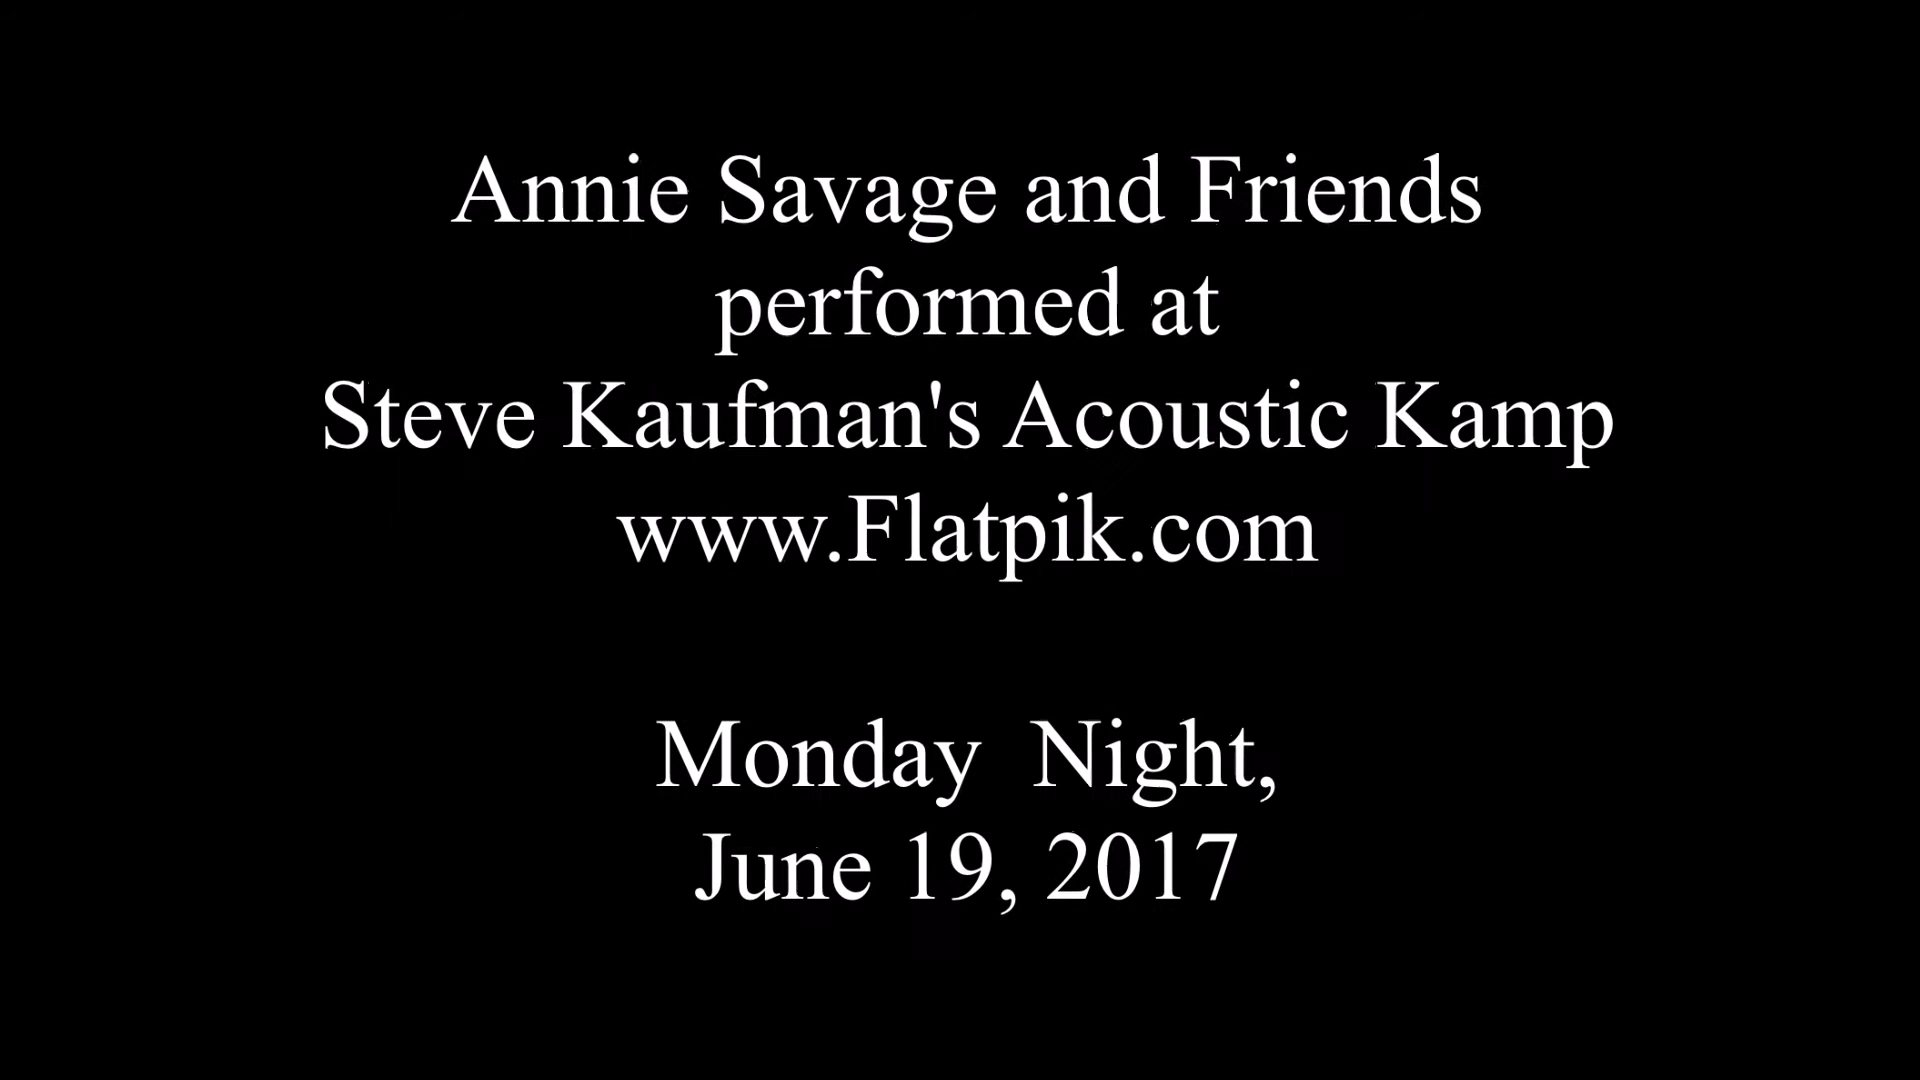 Annie Savage and Friends
performed at
Steve Kaufman's Acoustic Kamp
www.Flatpik.com
Monday  Night,
June 19, 2017